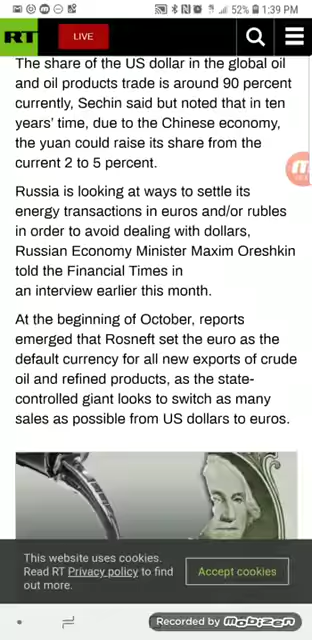 52% 1:39 PM
RT LIVE
The share of the US dollar in the global oil
and oil products trade is around 90 percent
currently, Sechin said but noted that in ten
years' time, due to the Chinese economy,
the yuan could raise its share from the
current 2 to 5 percent.
Russia is looking at ways to settle its
energy transactions in euros and/or rubles
in order to avoid dealing with dollars,
Russian Economy Minister Maxim Oreshkin
told the Financial Times in
an interview earlier this month.
At the beginning of October, reports
emerged that Rosneft set the euro as the
default currency for all new exports of crude
oil and refined products, as the state-
controlled giant looks to switch as many
sales as possible from US dollars to euros.
This website uses cookies.
Read RT Privacy policy to find
out more.
Accept cookies
Recorded by mobizen